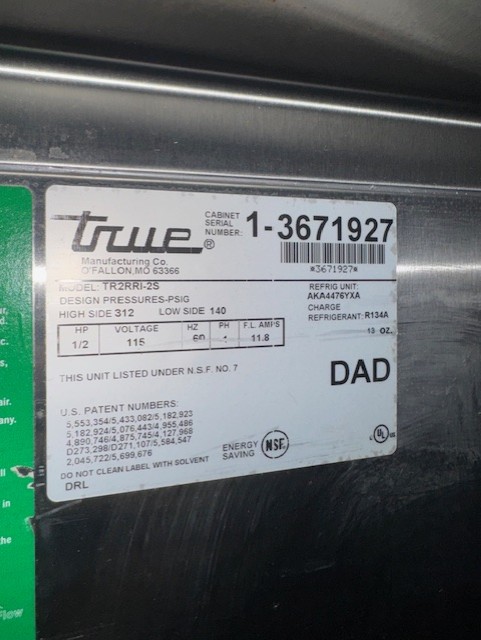 true®
Manufacturing Co.
O'FALLON,MO 63366
CABINET
SERIAL
NUMBER:
1-3671927
*3671927*
MODEL: TR2RRI-2S
DESIGN PRESSURES-PSIG
HIGH SIDE 312 LOW SIDE 140
REFRIG UNIT:
AKA4476YXA
CHARGE
REFRIGERANT: R134A
13 OZ.
HP VOLTAGE HZ PH F.L. AMPS
1/2 115 60 1 11.8
THIS UNIT LISTED UNDER N.S.F. NO. 7
DAD
U.S. PATENT NUMBERS:
5,553,354/5,433,082/5,182,923
5,182,924/5,076,443/4,955,486
4,890,746/4,875,745/4,127,968
D273,298/D271,107/5,584,547
2,045,722/5,699,676
ENERGY
SAVING
NSF.
UL
DO NOT CLEAN LABEL WITH SOLVENT
DRL
air.
any.
in
Flow